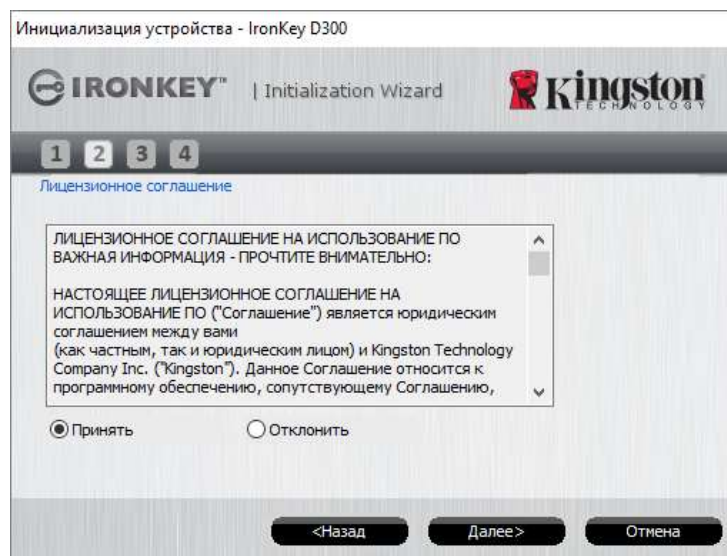 Инициализация устройства - IronKey D300
IRONKEY™ | Initialization Wizard
Kingston
TECHNOLOGY
1 2 3 4
Лицензионное соглашение
ЛИЦЕНЗИОННОЕ СОГЛАШЕНИЕ НА ИСПОЛЬЗОВАНИЕ ПО
ВАЖНАЯ ИНФОРМАЦИЯ - ПРОЧТИТЕ ВНИМАТЕЛЬНО:
НАСТОЯЩЕЕ ЛИЦЕНЗИОННОЕ СОГЛАШЕНИЕ НА
ИСПОЛЬЗОВАНИЕ ПО ("Соглашение") является юридическим
соглашением между вами
(как частным, так и юридическим лицом) и Kingston Technology
Company Inc. ("Kingston"). Данное Соглашение относится к
программному обеспечению, сопутствующему Соглашению,
Принять Отклонить
<Назад Далее> Отмена